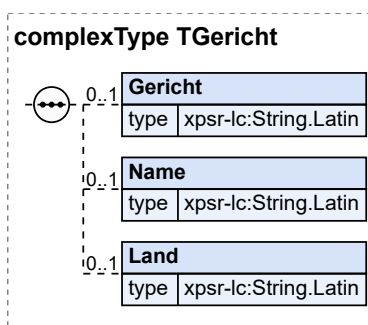 complexType TGericht
0..1 Gericht
type xpsr-lc:String.Latin
0..1 Name
type xpsr-lc:String.Latin
0..1 Land
type xpsr-lc:String.Latin